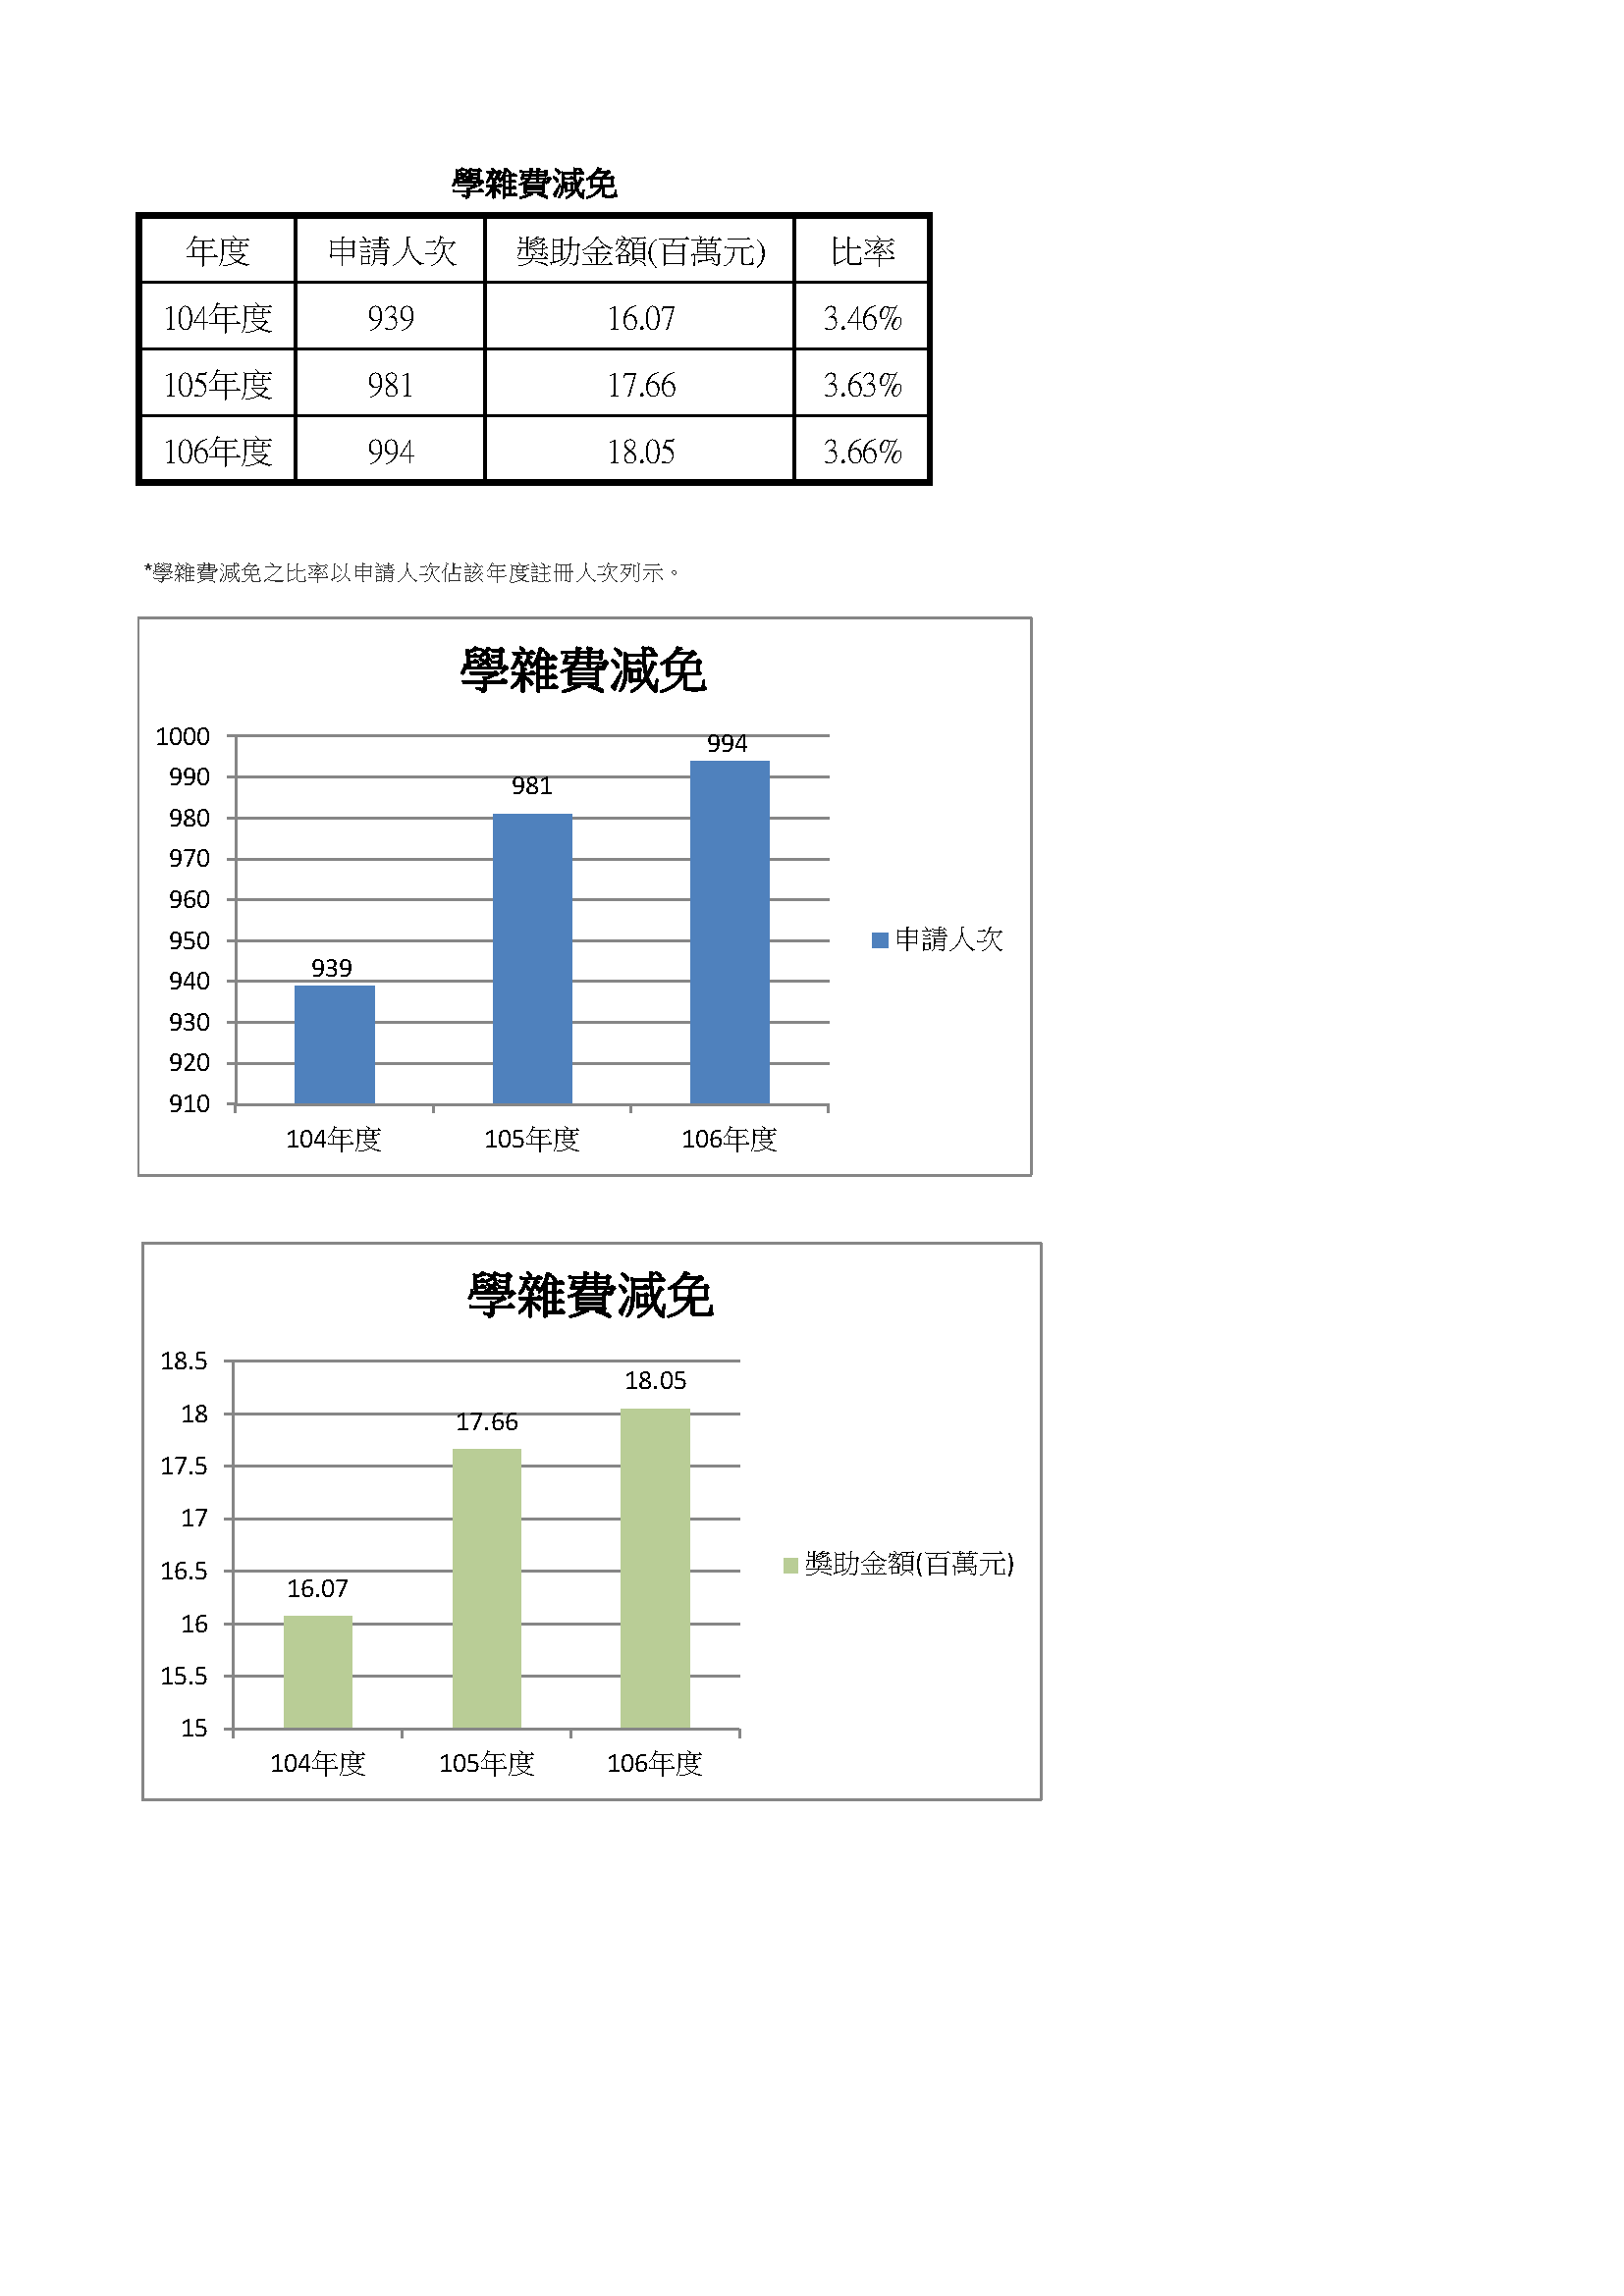 學雜費減免
年度 申請人次 獎助金額(百萬元) 比率
104年度 939 16.07 3.46%
105年度 981 17.66 3.63%
106年度 994 18.05 3.66%
*學雜費減免之比率以申請人次佔該年度註冊人次列示。
學雜費減免
1000
990
980
970
960
950
940
930
920
910
939
981
994
104年度 105年度 106年度
申請人次
學雜費減免
18.5
18
17.5
17
16.5
16
15.5
15
16.07
17.66
18.05
104年度 105年度 106年度
獎助金額(百萬元)